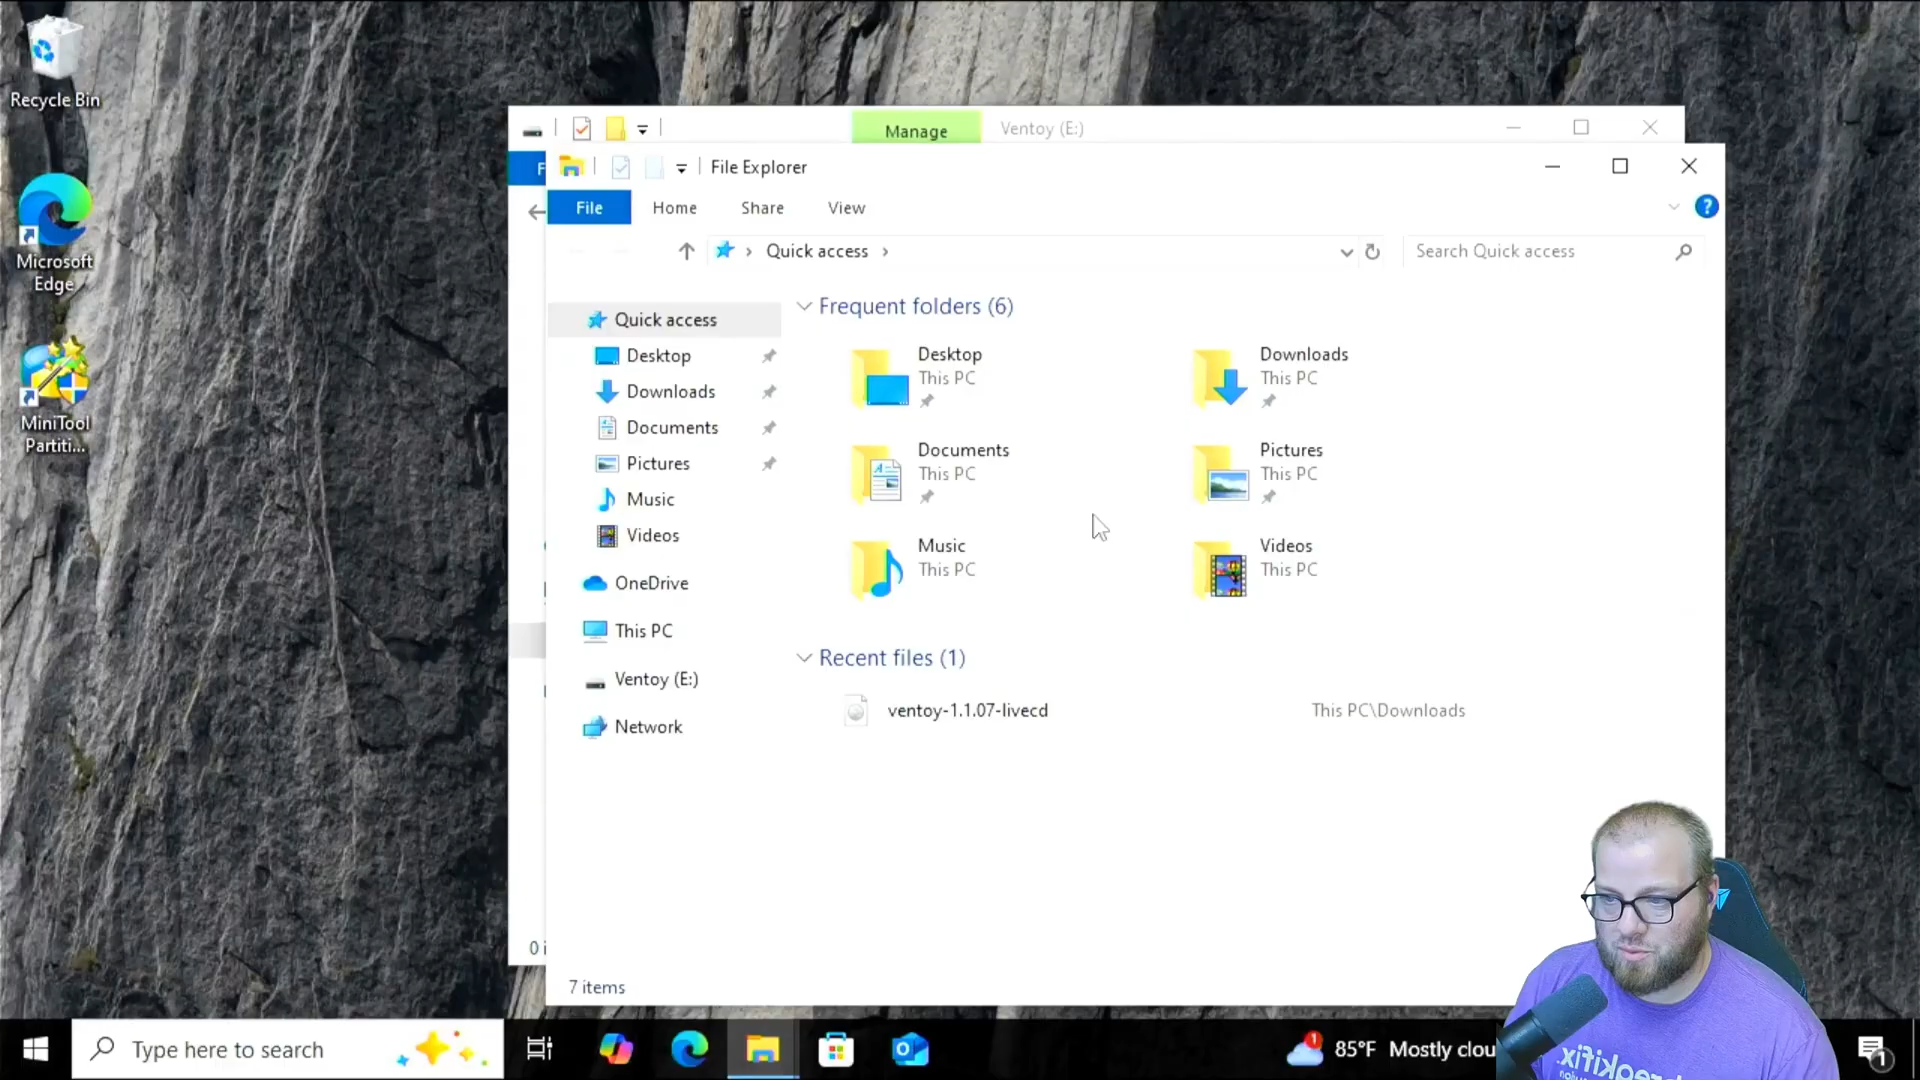 Recycle Bin
Microsoft
Edge
MiniTool
Partiti...
Manage
Ventoy (E:)
F
File Explorer
File
Home
Share
View
?
Quick access
Search Quick access
Quick access
Desktop
Downloads
Documents
Pictures
Music
Videos
OneDrive
This PC
Ventoy (E:)
Network
Frequent folders (6)
Desktop
This PC
Downloads
This PC
Documents
This PC
Pictures
This PC
Music
This PC
Videos
This PC
Recent files (1)
ventoy-1.1.07-livecd
This PC\Downloads
0 i
7 items
Type here to search
1
85°F Mostly clou
1